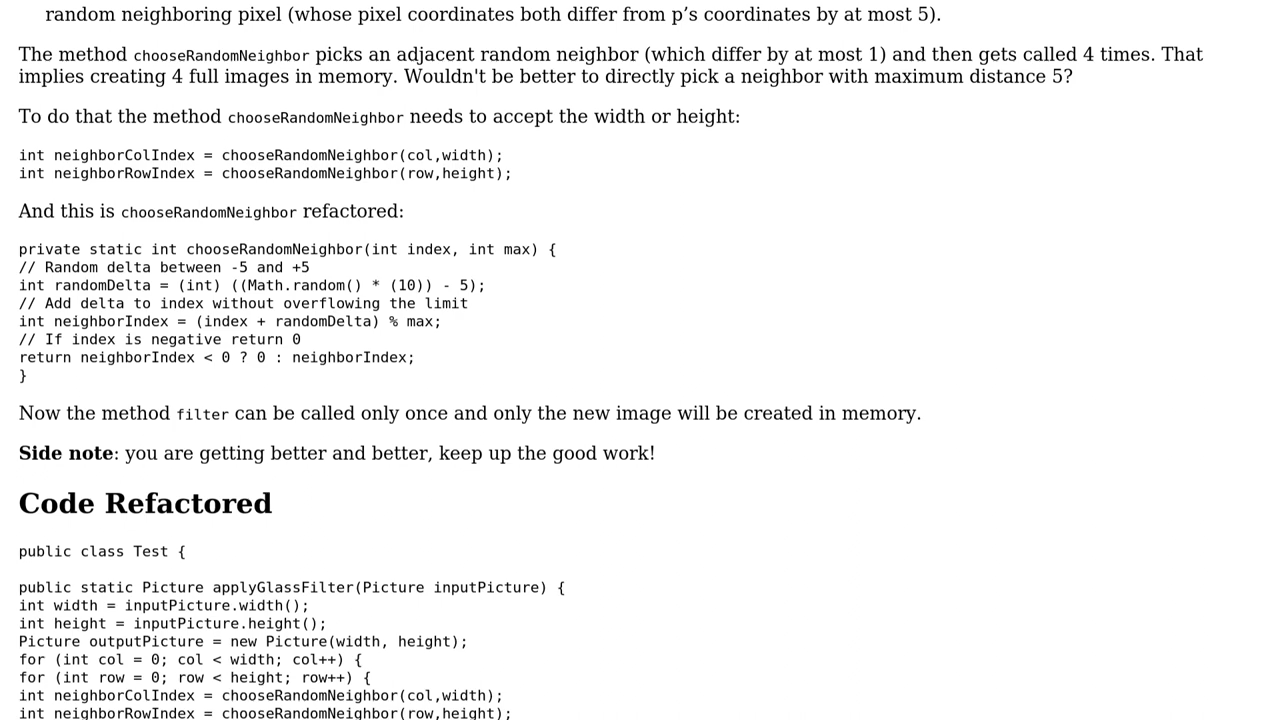 random neighboring pixel (whose pixel coordinates both differ from p’s coordinates by at most 5).
The method chooseRandomNeighbor picks an adjacent random neighbor (which differ by at most 1) and then gets called 4 times. That
implies creating 4 full images in memory. Wouldn't be better to directly pick a neighbor with maximum distance 5?
To do that the method chooseRandomNeighbor needs to accept the width or height:
int neighborColIndex = chooseRandomNeighbor(col,width);
int neighborRowIndex = chooseRandomNeighbor(row,height);
And this is chooseRandomNeighbor refactored:
private static int chooseRandomNeighbor(int index, int max) {
// Random delta between -5 and +5
int randomDelta = (int) ((Math.random() * (10)) - 5);
// Add delta to index without overflowing the limit
int neighborIndex = (index + randomDelta) % max;
// If index is negative return 0
return neighborIndex < 0 ? 0 : neighborIndex;
}
Now the method filter can be called only once and only the new image will be created in memory.
Side note: you are getting better and better, keep up the good work!
Code Refactored
public class Test {
public static Picture applyGlassFilter(Picture inputPicture) {
int width = inputPicture.width();
int height = inputPicture.height();
Picture outputPicture = new Picture(width, height);
for (int col = 0; col < width; col++) {
for (int row = 0; row < height; row++) {
int neighborColIndex = chooseRandomNeighbor(col,width);
int neighborRowIndex = chooseRandomNeighbor(row,height);